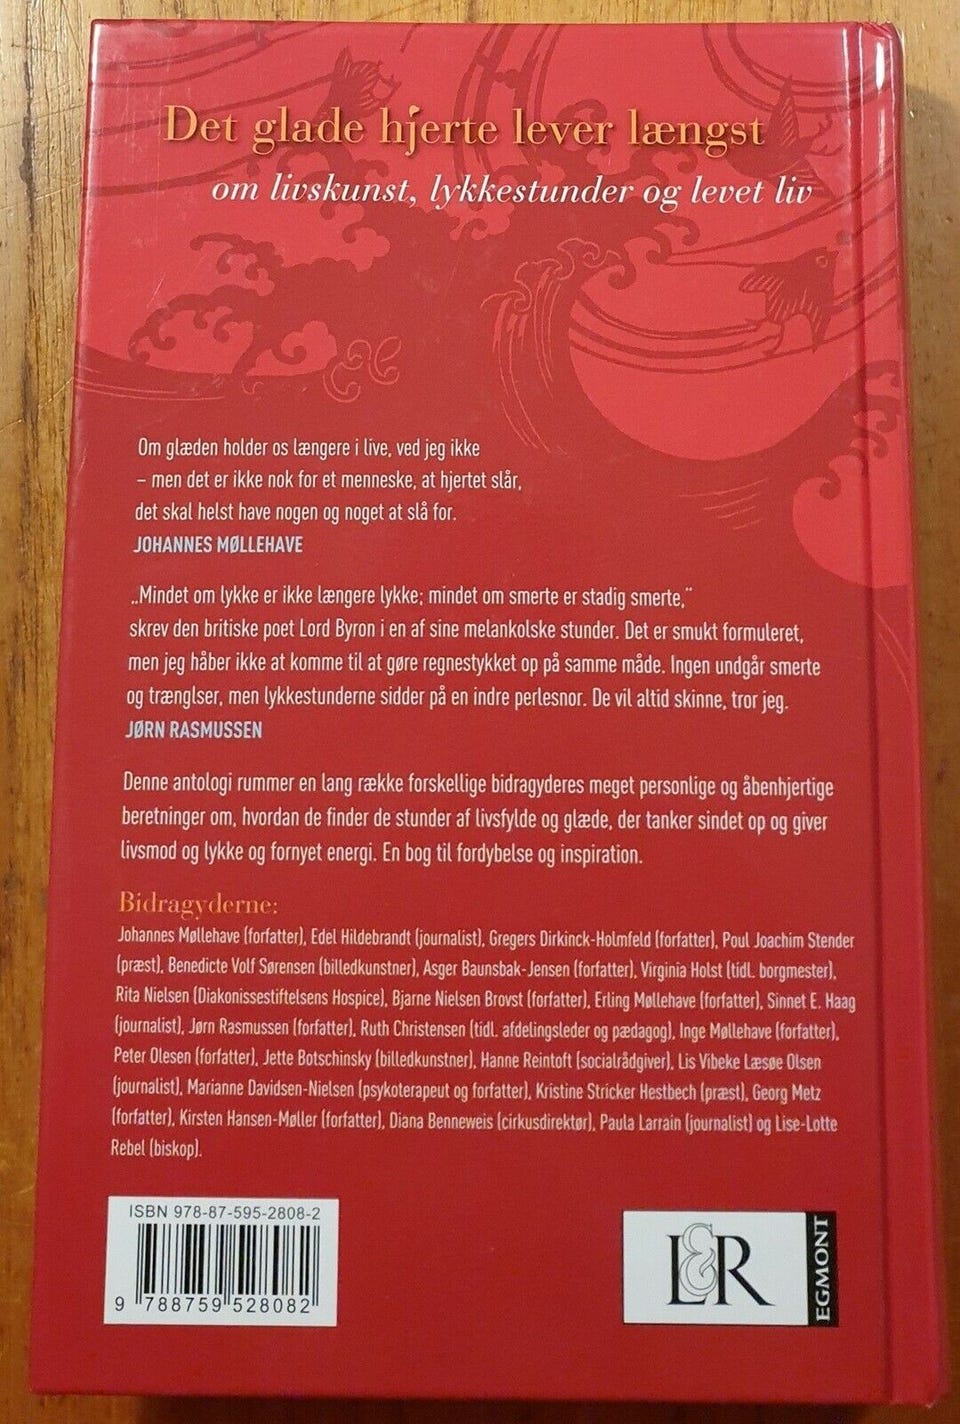 Det glade hjerte lever længst
om livskunst, lykkestunder og levet liv
Om glæden holder os længere i live, ved jeg ikke
– men det er ikke nok for et menneske, at hjertet slår,
det skal helst have nogen og noget at slå for.
JOHANNES MØLLEHAVE
„Mindet om lykke er ikke længere lykke; mindet om smerte er stadig smerte,“
skrev den britiske poet Lord Byron i en af sine melankolske stunder. Det er smukt formuleret,
men jeg håber ikke at komme til at gøre regnestykket op på samme måde. Ingen undgår smerte
og trænglser, men lykkestunderne sidder på en indre perlesnor. De vil altid skinne, tror jeg.
JØRN RASMUSSEN
Denne antologi rummer en lang række forskellige bidragyderes meget personlige og åbenhjertige
beretninger om, hvordan de finder de stunder af livsfylde og glæde, der tanker sindet op og giver
livsmod og lykke og fornyet energi. En bog til fordybelse og inspiration.
Bidragyderne:
Johannes Møllehave (forfatter), Edel Hildebrandt (journalist), Gregers Dirkinck-Holmfeld (forfatter), Poul Joachim Stender
(præst), Benedicte Volf Sørensen (billedkunstner), Asger Baunsbak-Jensen (forfatter), Virginia Holst (tidl. borgmester),
Rita Nielsen (Diakonissestiftelsens Hospice), Bjarne Nielsen Brovst (forfatter), Erling Møllehave (forfatter), Sinnet E. Haag
(journalist), Jørn Rasmussen (forfatter), Ruth Christensen (tidl. afdelingsleder og pædagog), Inge Møllehave (forfatter),
Peter Olesen (forfatter), Jette Botschinsky (billedkunstner), Hanne Reintoft (socialrådgiver), Lis Vibeke Læsøe Olsen
(journalist), Marianne Davidsen-Nielsen (psykoterapeut og forfatter), Kristine Stricker Hestbech (præst), Georg Metz
(forfatter), Kirsten Hansen-Møller (forfatter), Diana Benneweis (cirkusdirektør), Paula Larrain (journalist) og Lise-Lotte
Rebel (biskop).
ISBN 978-87-595-2808-2
9 788759 528082
L&R
EGMONT